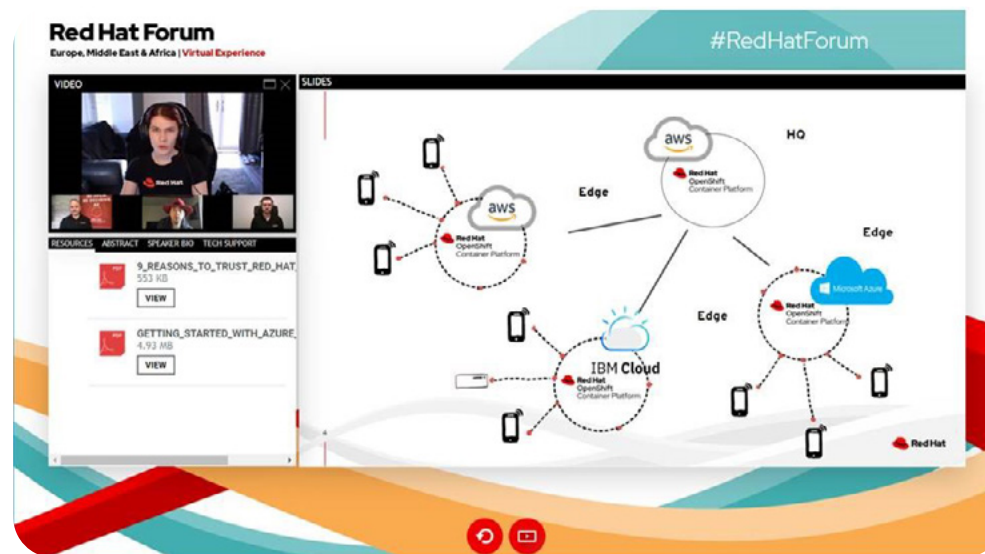 Red Hat Forum
Europe, Middle East & Africa | Virtual Experience
#RedHatForum
VIDEO
Red Hat
RESOURCES ABSTRACT SPEAKER BIO TECH SUPPORT
9_REASONS_TO_TRUST_RED_HAT_
553 KB
VIEW
GETTING_STARTED_WITH_AZURE_
4.93 MB
VIEW
SLIDES
aws
HQ
Red Hat
OpenShift
Container Platform
Edge
aws
Red Hat
OpenShift
Container Platform
Edge
Microsoft Azure
Red Hat
OpenShift
Container Platform
Edge
IBM Cloud
Red Hat
OpenShift
Container Platform
Red Hat